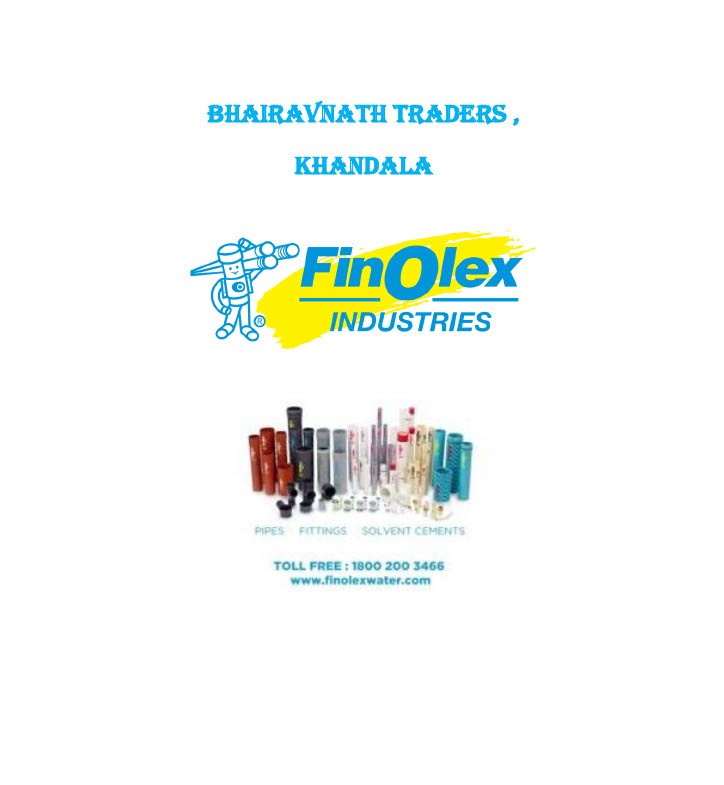 BHAIRAVNATH TRADERS ,
KHANDALA
FinOlex
INDUSTRIES
®
PIPES FITTINGS SOLVENT CEMENTS
TOLL FREE : 1800 200 3466
www.finolexwater.com